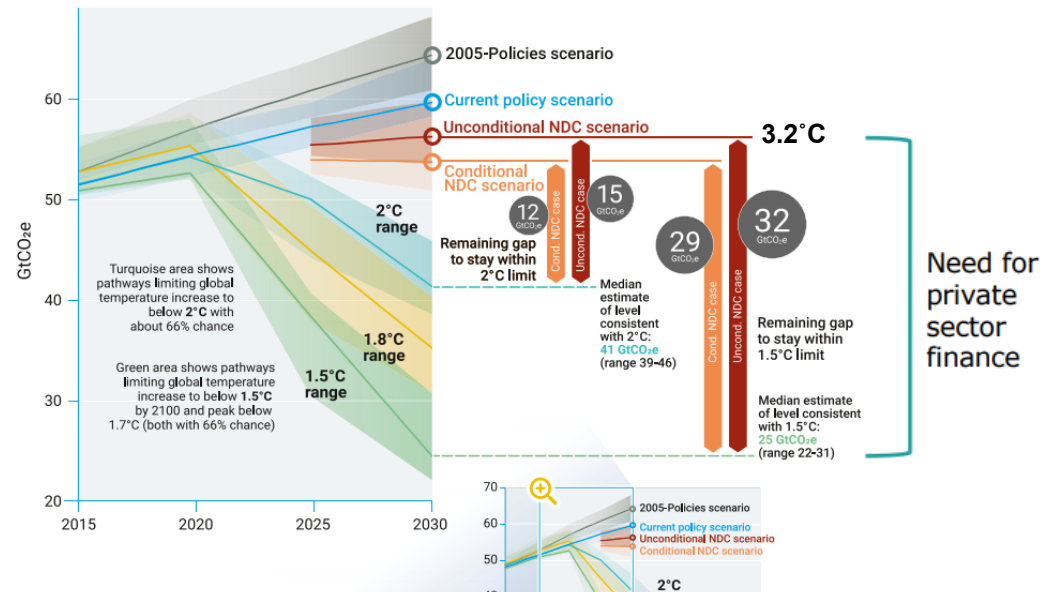 GtCO₂e
60
50
40
30
20
2015
2020
2025
2030
2005-Policies scenario
Current policy scenario
Unconditional NDC scenario
3.2°C
Conditional
NDC scenario
2°C
range
1.8°C
range
1.5°C
range
Turquoise area shows
pathways limiting global
temperature increase to
below 2°C with
about 66% chance
Green area shows pathways
limiting global temperature
increase to below 1.5°C
by 2100 and peak below
1.7°C (both with 66% chance)
12
GtCO₂e
Cond. NDC case
Uncond. NDC case
15
GtCO₂e
Remaining gap
to stay within
2°C limit
Median
estimate
of level
consistent
with 2°C:
41 GtCO₂e
(range 39-46)
29
GtCO₂e
Cond. NDC case
Uncond. NDC case
32
GtCO₂e
Remaining gap
to stay within
1.5°C limit
Median estimate
of level consistent
with 1.5°C:
25 GtCO₂e
(range 22-31)
Need for
private
sector
finance
70
60
50
2005-Policies scenario
Current policy scenario
Unconditional NDC scenario
Conditional NDC scenario
2°C